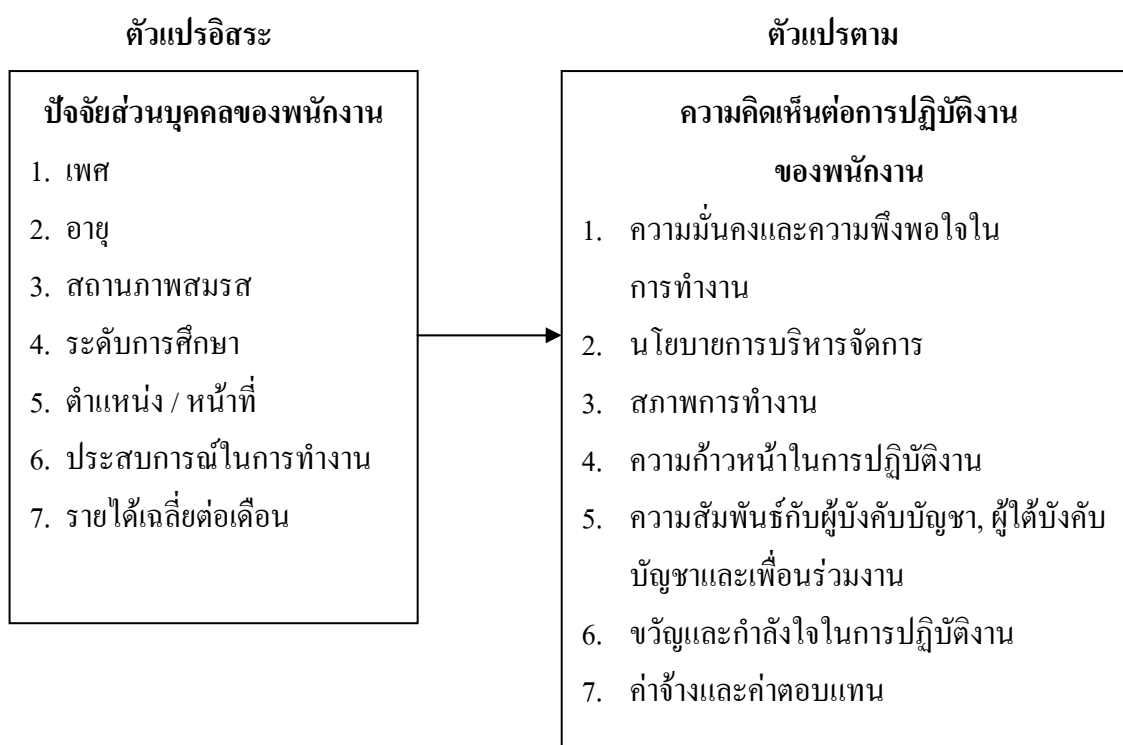 ตัวแปรอิสระ
ปัจจัยส่วนบุคคลของพนักงาน
1. เพศ
2. อายุ
3. สถานภาพสมรส
4. ระดับการศึกษา
5. ตำแหน่ง / หน้าที่
6. ประสบการณ์ในการทำงาน
7. รายได้เฉลี่ยต่อเดือน
ตัวแปรตาม
ความคิดเห็นต่อการปฏิบัติงาน
ของพนักงาน
1. ความมั่นคงและความพึงพอใจใน
การทำงาน
2. นโยบายการบริหารจัดการ
3. สภาพการทำงาน
4. ความก้าวหน้าในการปฏิบัติงาน
5. ความสัมพันธ์กับผู้บังคับบัญชา, ผู้ใต้บังคับ
บัญชาและเพื่อนร่วมงาน
6. ขวัญและกำลังใจในการปฏิบัติงาน
7. ค่าจ้างและค่าตอบแทน